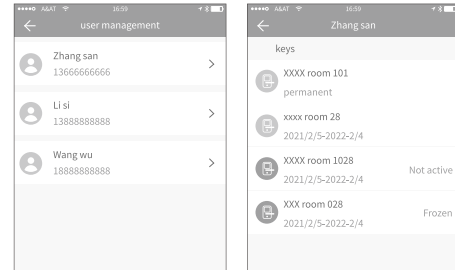 ●●●●○ A&AT 16:59
user management
Zhang san
13666666666
Li si
13888888888
Wang wu
18888888888
●●●●○ A&AT 16:59
Zhang san
keys
XXXX room 101
permanent
xxxx room 28
2021/2/5-2022-2/4
XXXX room 1028
2021/2/5-2022-2/4
Not active
XXX room 028
2021/2/5-2022-2/4
Frozen